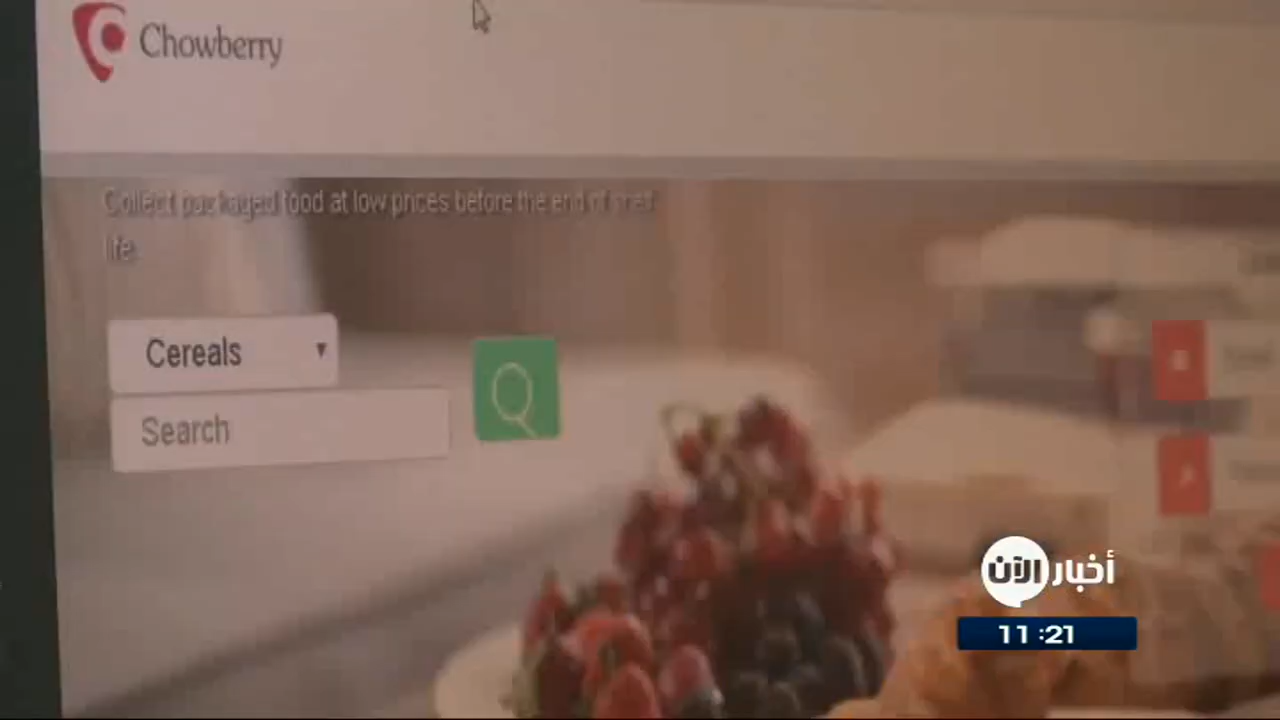 Chowberry
Collect packaged food at low prices before the end of shelf
life
Cereals
Search
أخبار الآن
11:21